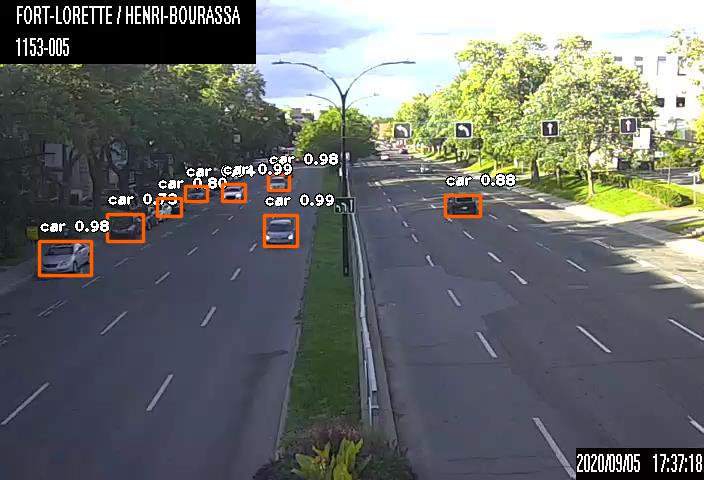 FORT-LORETTE / HENRI-BOURASSA
1153-005
car 0.98
car 0.99
car 0.88
car 0.99
car 0.98
2020/09/05 17:37:18